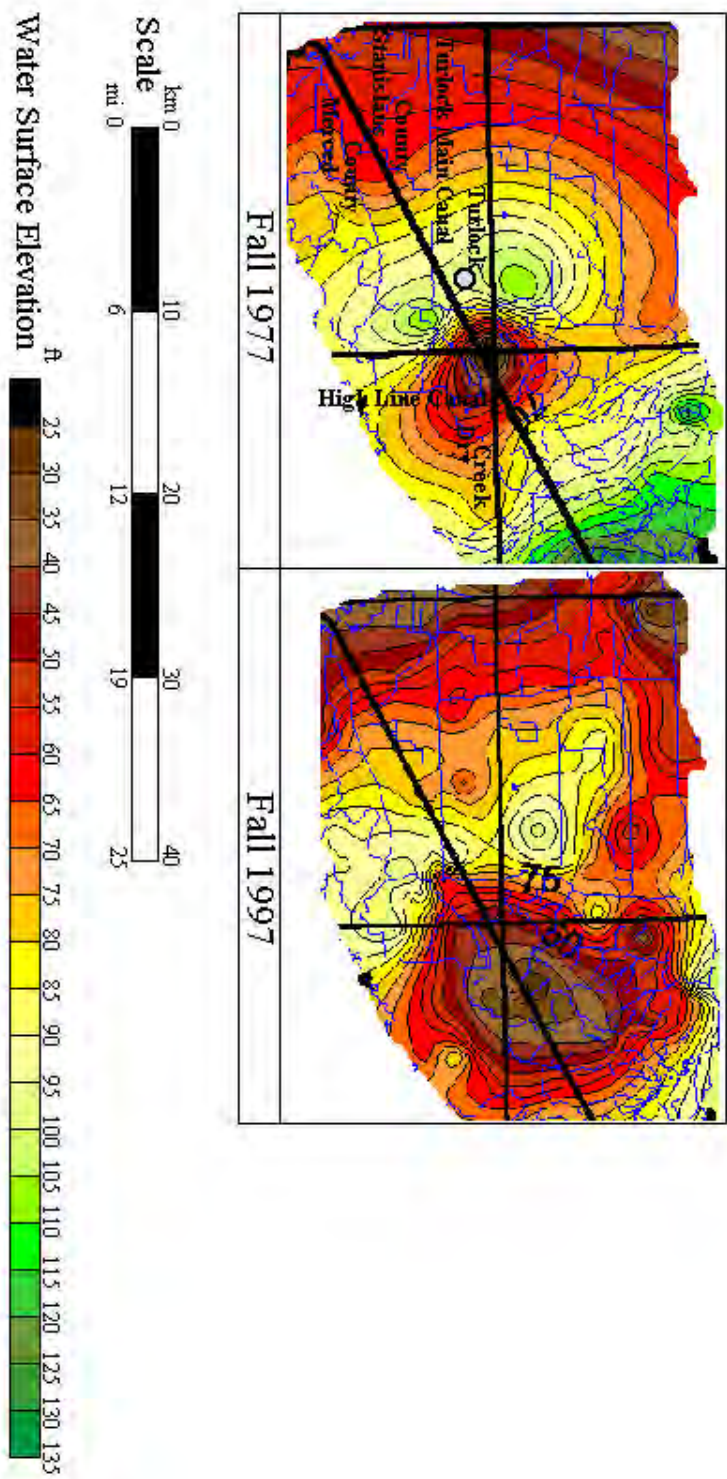 Turlock Main Canal
Turlock
Stanislaus
County
Merced
County
High Line Canal
Dry
Creek
75
50
Fall 1977
Fall 1997
Scale
km 0 10 20 30 40
mi 0 6 12 19 25
Water Surface Elevation
ft 25 30 35 40 45 50 55 60 65 70 75 80 85 90 95 100 105 110 115 120 125 130 135